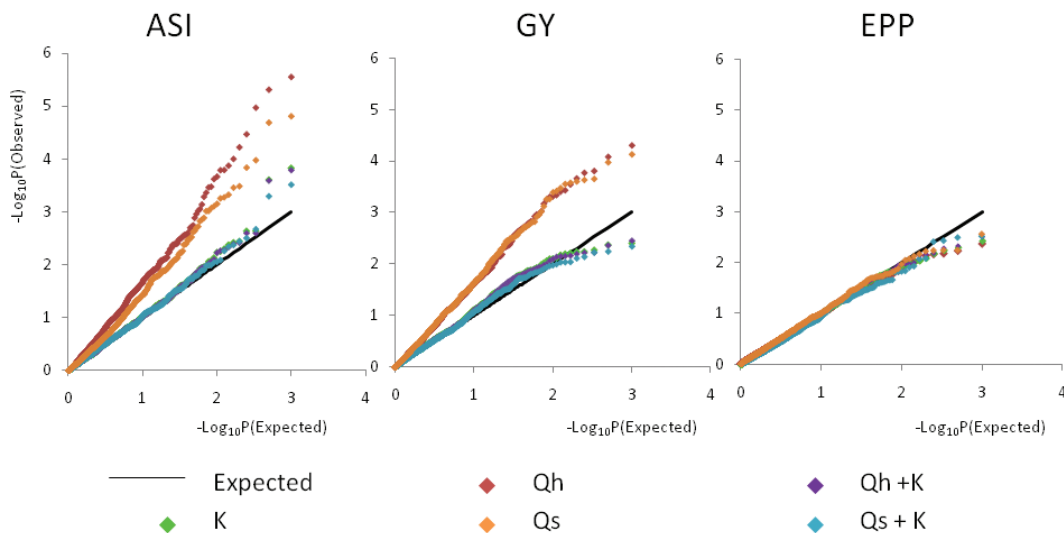 ASI GY EPP
6 6 6
5 5 5
4 4 4
3 3 3
2 2 2
1 1 1
0 0 0
-Log₁₀P(Observed)
0 1 2 3 4 0 1 2 3 4 0 1 2 3 4
-Log₁₀P(Expected) -Log₁₀P(Expected) -Log₁₀P(Expected)
Expected Qh Qh +K
K Qs Qs + K